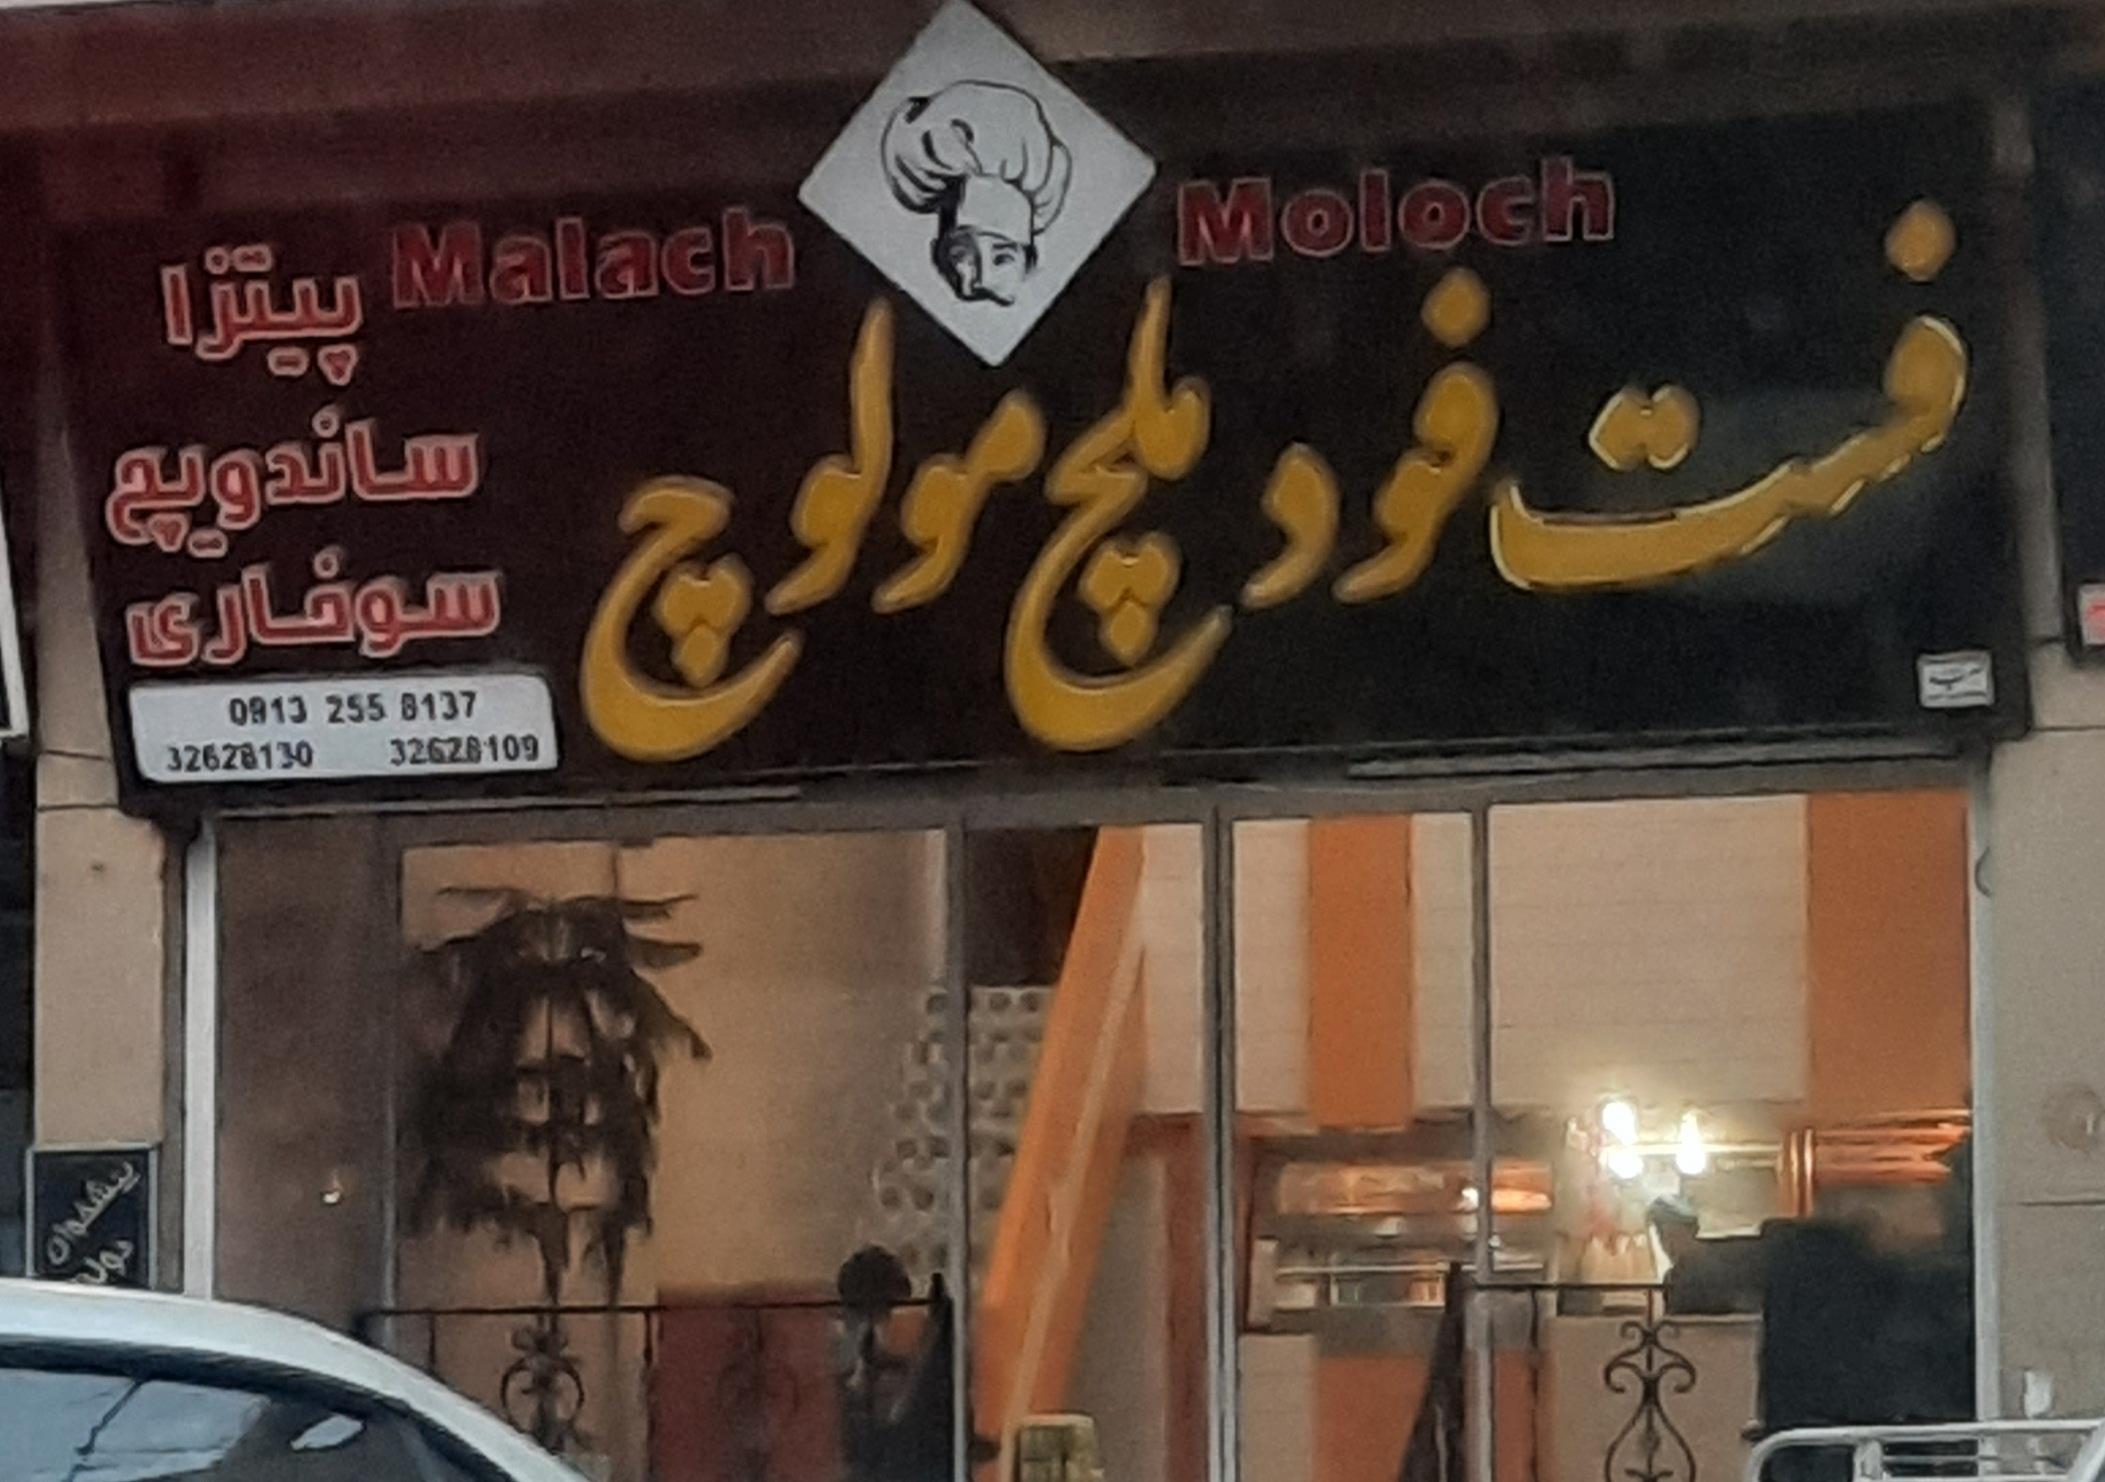 Malach Moloch
فست فود ملچ مولوچ
پیتزا
ساندویچ
سوخاری
0913 255 8137
32628130 32628109